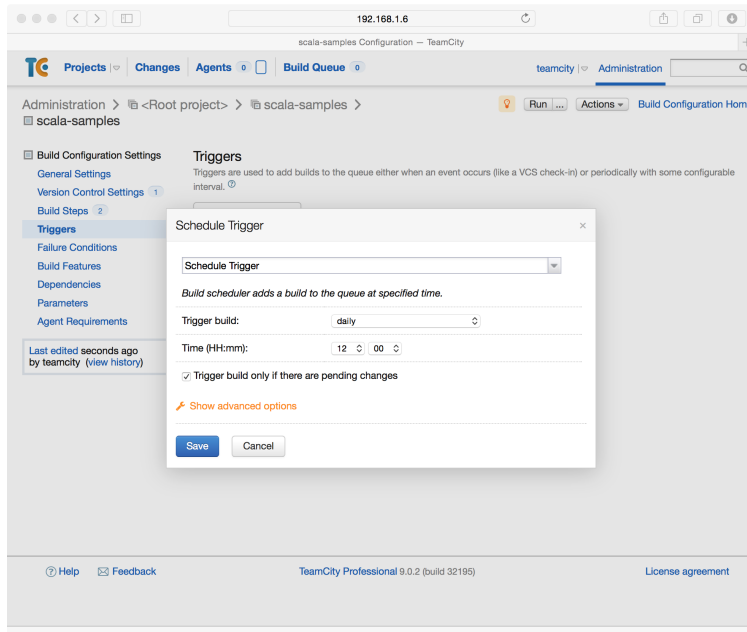 192.168.1.6
scala-samples Configuration — TeamCity
TC Projects Changes Agents 0 Build Queue 0 teamcity Administration
Administration > <Root project> > scala-samples > Run ... Actions Build Configuration Hom
scala-samples
Build Configuration Settings
General Settings
Version Control Settings 1
Build Steps 2
Triggers
Failure Conditions
Build Features
Dependencies
Parameters
Agent Requirements
Last edited seconds ago
by teamcity (view history)
Triggers
Triggers are used to add builds to the queue either when an event occurs (like a VCS check-in) or periodically with some configurable
interval. ?
Schedule Trigger ×
Schedule Trigger
Build scheduler adds a build to the queue at specified time.
Trigger build: daily
Time (HH:mm): 12 00
Trigger build only if there are pending changes
Show advanced options
Save Cancel
? Help Feedback TeamCity Professional 9.0.2 (build 32195) License agreement